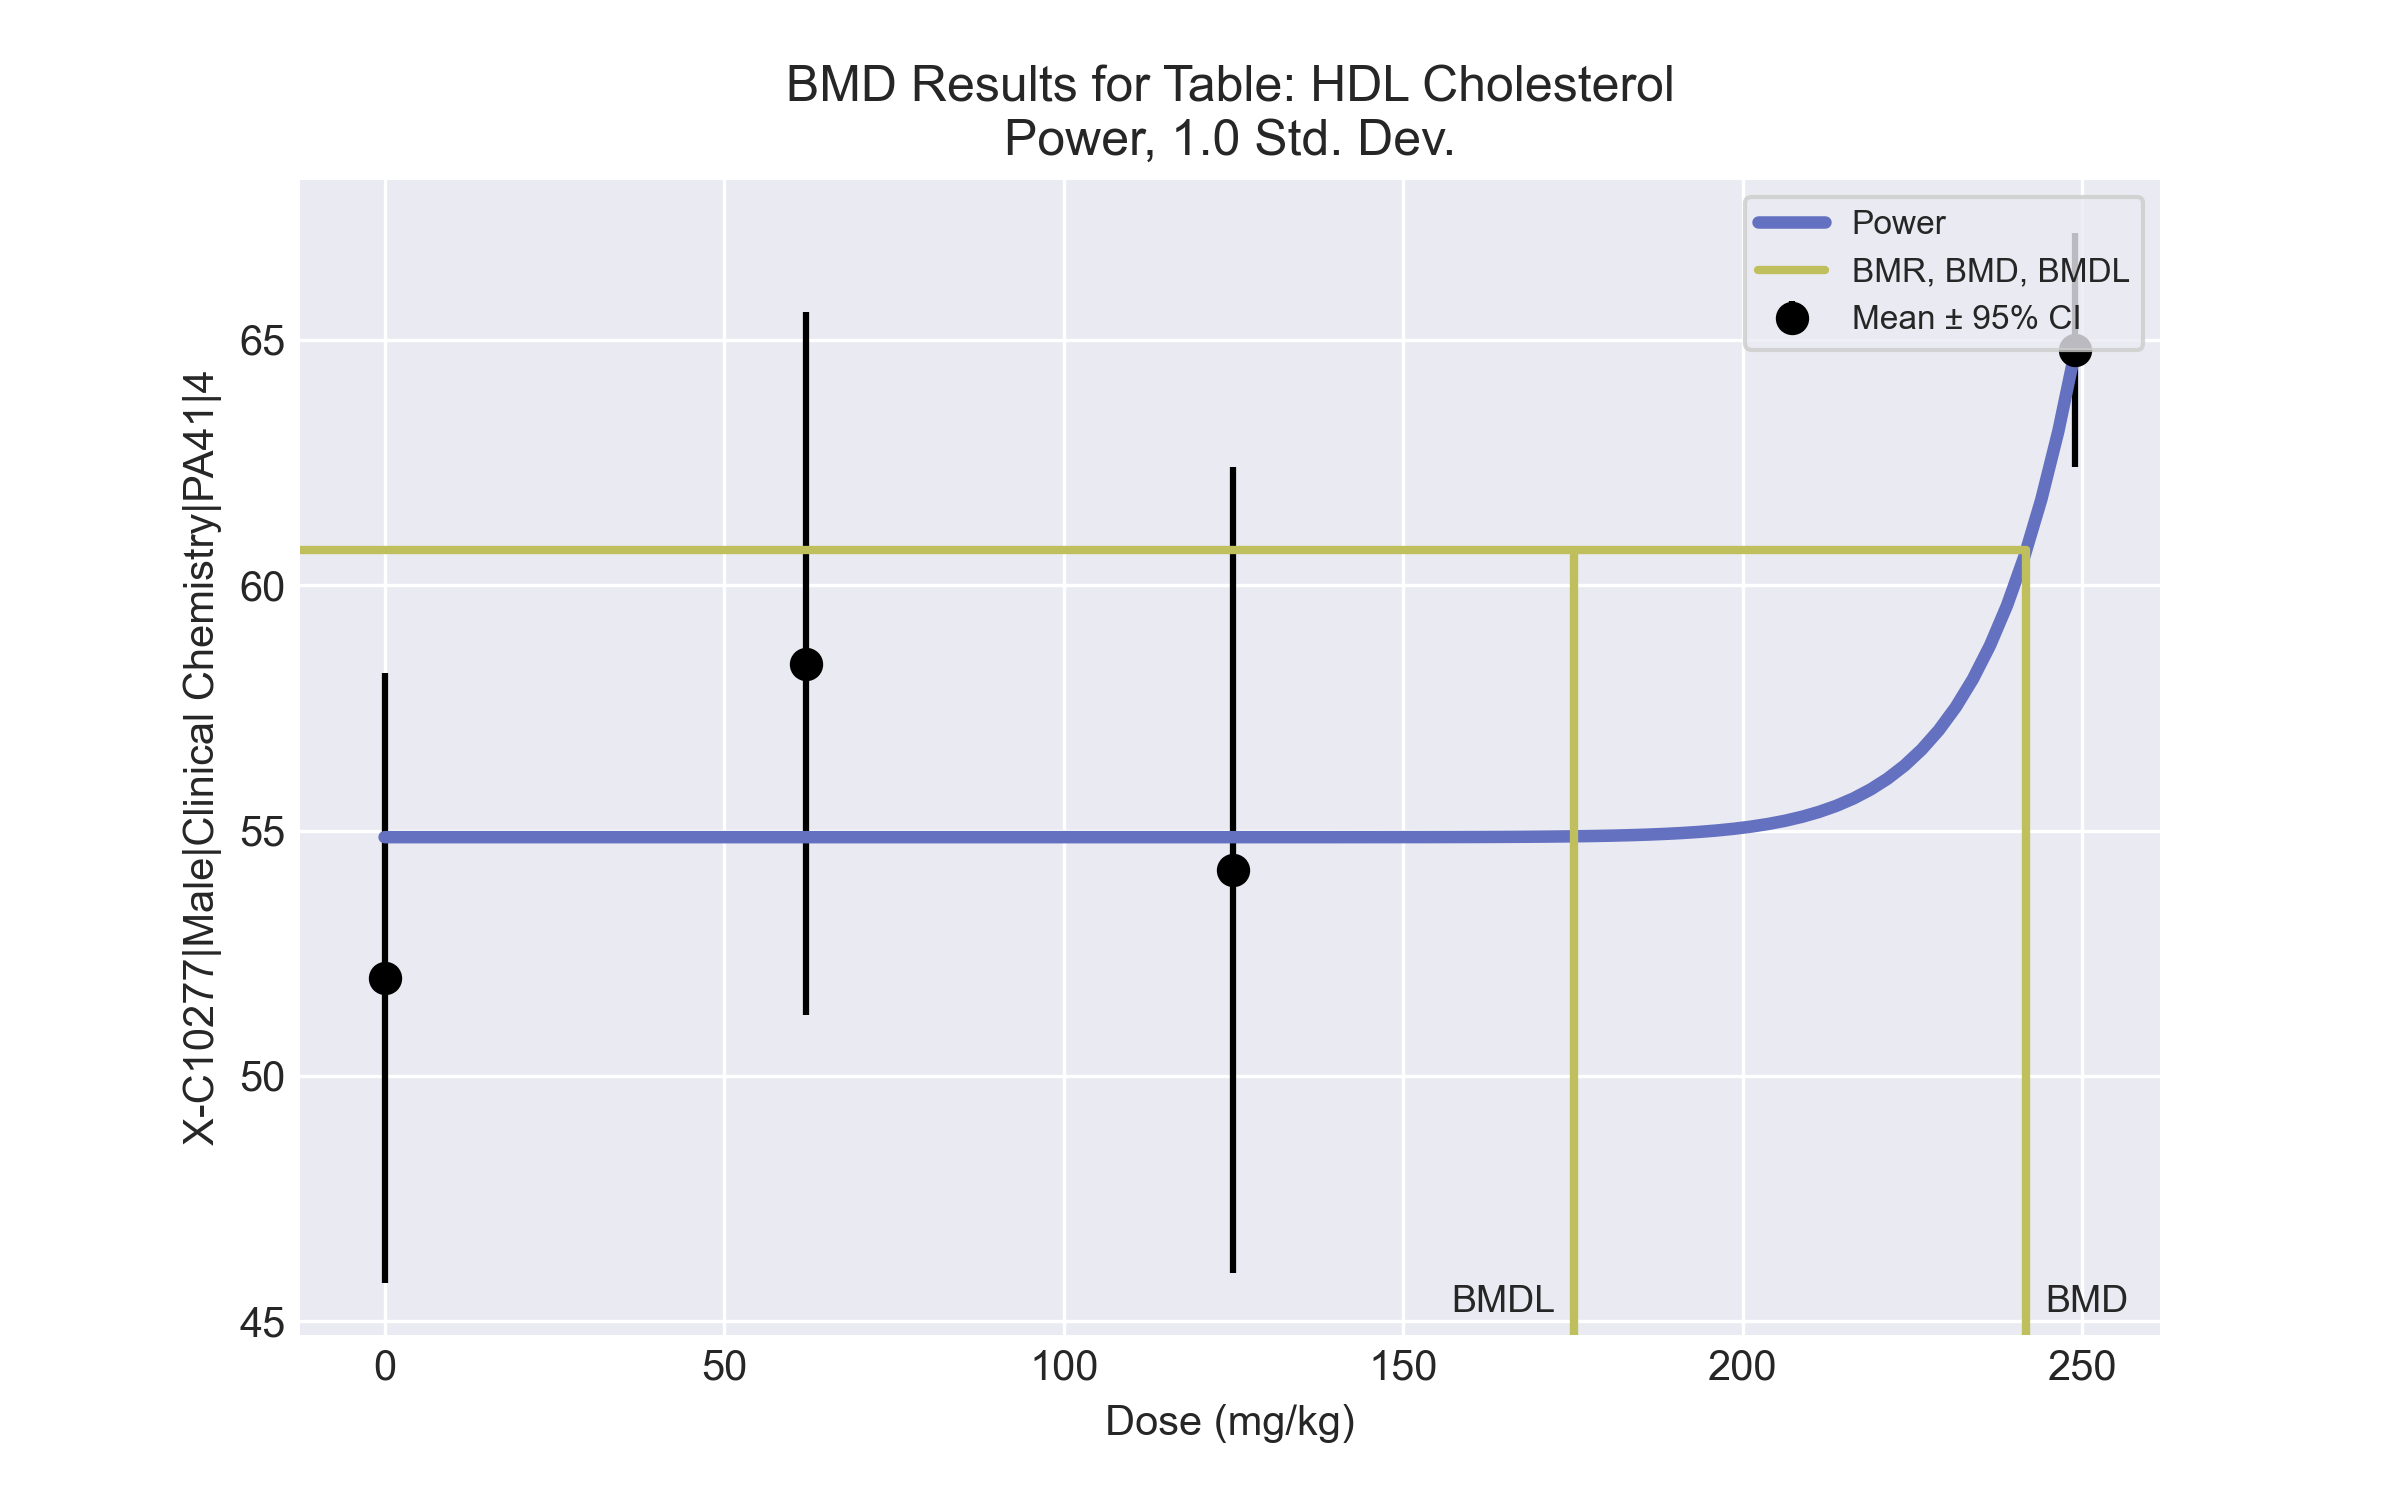 BMD Results for Table: HDL Cholesterol
Power, 1.0 Std. Dev.
Power
BMR, BMD, BMDL
Mean ± 95% CI
X-C10277|Male|Clinical Chemistry|PA41|4
65
60
55
50
45
BMDL
BMD
0
50
100
150
200
250
Dose (mg/kg)